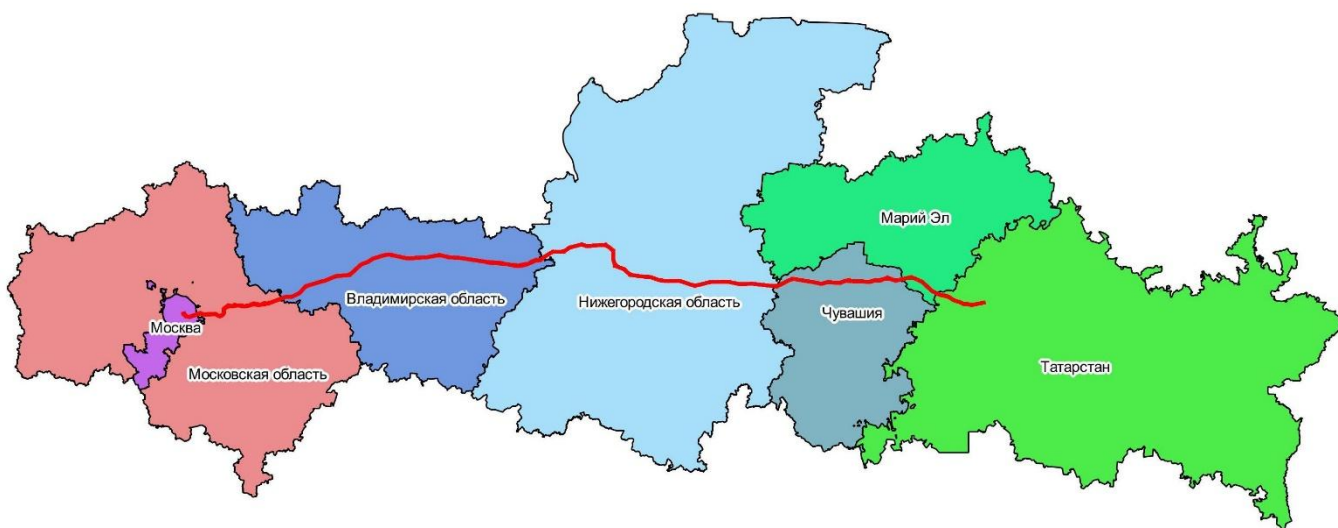 Марий Эл
Владимирская область
Нижегородская область
Чувашия
Москва
Московская область
Татарстан